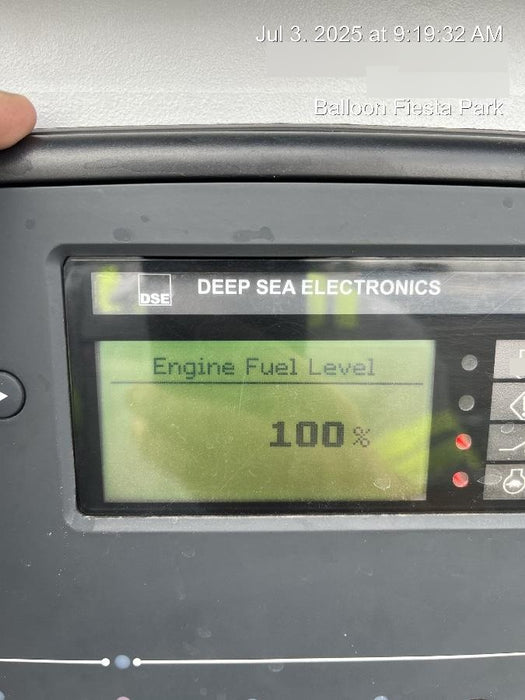 Jul 3. 2025 at 9:19:32 AM
Balloon Fiesta Park
DSE
DEEP SEA ELECTRONICS
Engine Fuel Level
100%